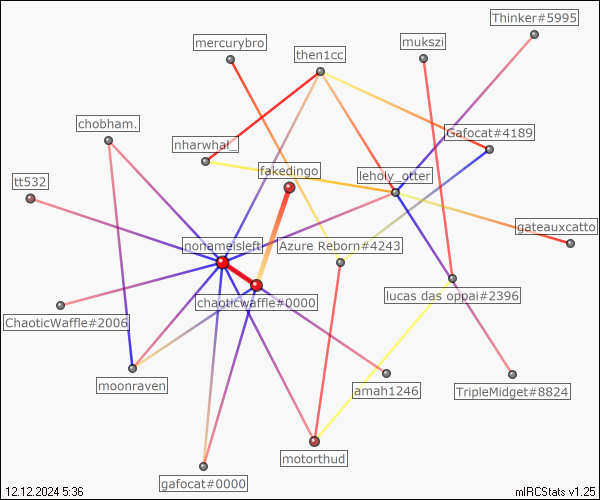 Thinker#5995
mercurybro
mukszi
then1cc
chobham.
Gafocat#4189
nharwhal_
fakedingo
leholy_otter
tt532
gateauxcatto
nonameisleft
Azure Reborn#4243
chaoticwaffle#0000
lucas das oppai#2396
ChaoticWaffle#2006
moonraven
amah1246
TripleMidget#8824
motorthud
gafocat#0000
12.12.2024 5:36
mIRCStats v1.25